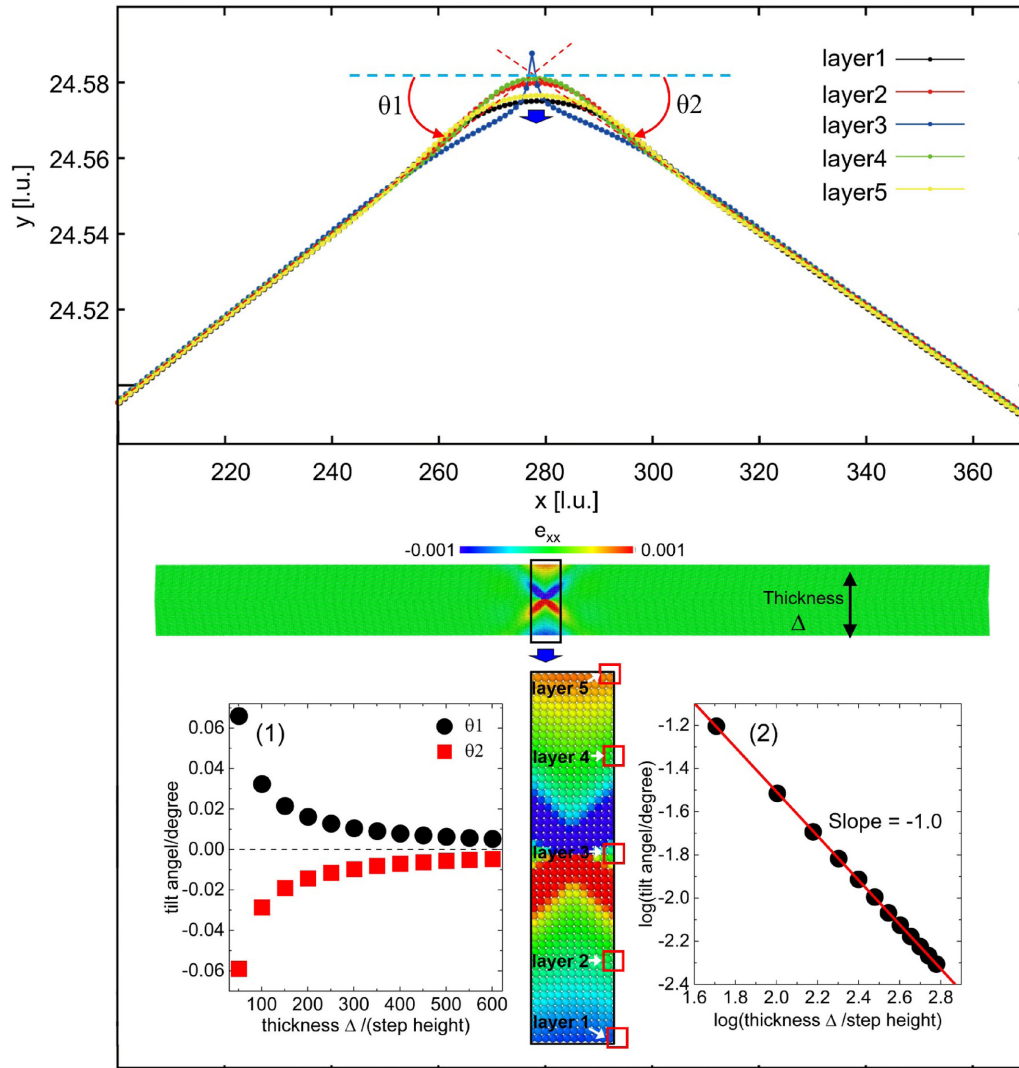 layer1
layer2
layer3
layer4
layer5
θ1
θ2
y [l.u.]
24.58
24.56
24.54
24.52
220
240
260
280
300
320
340
360
x [l.u.]
exx
-0.001
0.001
Thickness
Δ
layer 5
layer 4
layer 3
layer 2
layer 1
(1)
θ1
θ2
tilt angel/degree
0.06
0.04
0.02
0.00
-0.02
-0.04
-0.06
100 200 300 400 500 600
thickness Δ /(step height)
(2)
Slope = -1.0
log(tilt angel/degree)
-1.2
-1.4
-1.6
-1.8
-2.0
-2.2
-2.4
1.6 1.8 2.0 2.2 2.4 2.6 2.8
log(thickness Δ /step height)